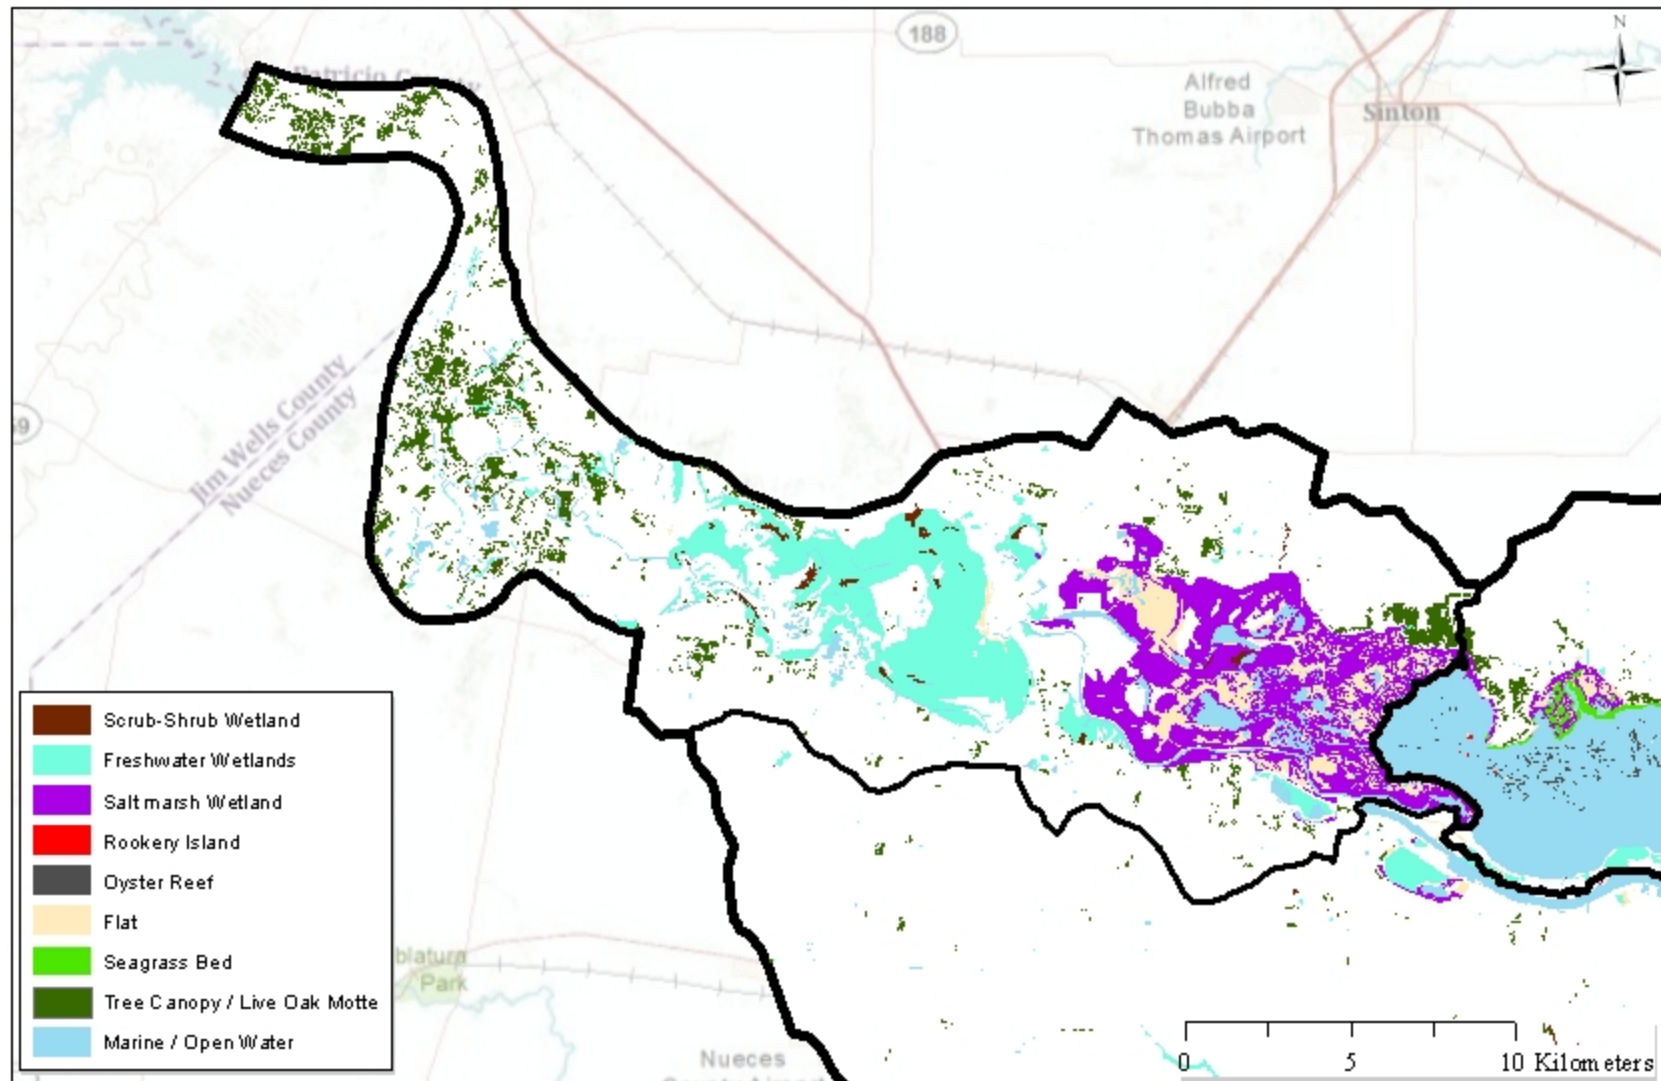 188
N
Alfred
Bubba
Thomas Airport
Sinton
Patricio County
Jim Wells County
Nueces County
Scrub-Shrub Wetland
Freshwater Wetlands
Salt marsh Wetland
Rookery Island
Oyster Reef
Flat
Seagrass Bed
Tree Canopy / Live Oak Motte
Marine / Open Water
Park
Nueces
0 5 10 Kilometers